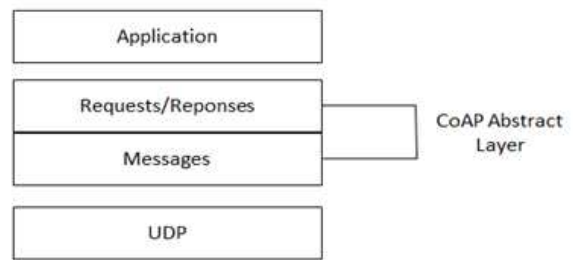 Application
Requests/Reponses
Messages
CoAP Abstract
Layer
UDP